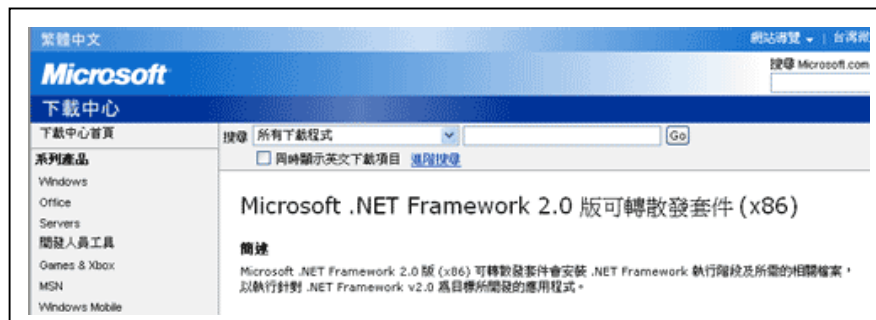 繁體中文
網站導覽 | 台灣微
Microsoft
搜尋 Microsoft.com
下載中心
下載中心首頁
搜尋 所有下載程式 Go
同時顯示英文下載項目 進階搜尋
系列產品
Windows
Office
Servers
開發人員工具
Games & Xbox
MSN
Windows Mobile
Microsoft .NET Framework 2.0 版可轉散發套件 (x86)
簡述
Microsoft .NET Framework 2.0 版 (x86) 可轉散發套件會安裝 .NET Framework 執行階段及所需的相關檔案，
以執行針對 .NET Framework v2.0 為目標所開發的應用程式。